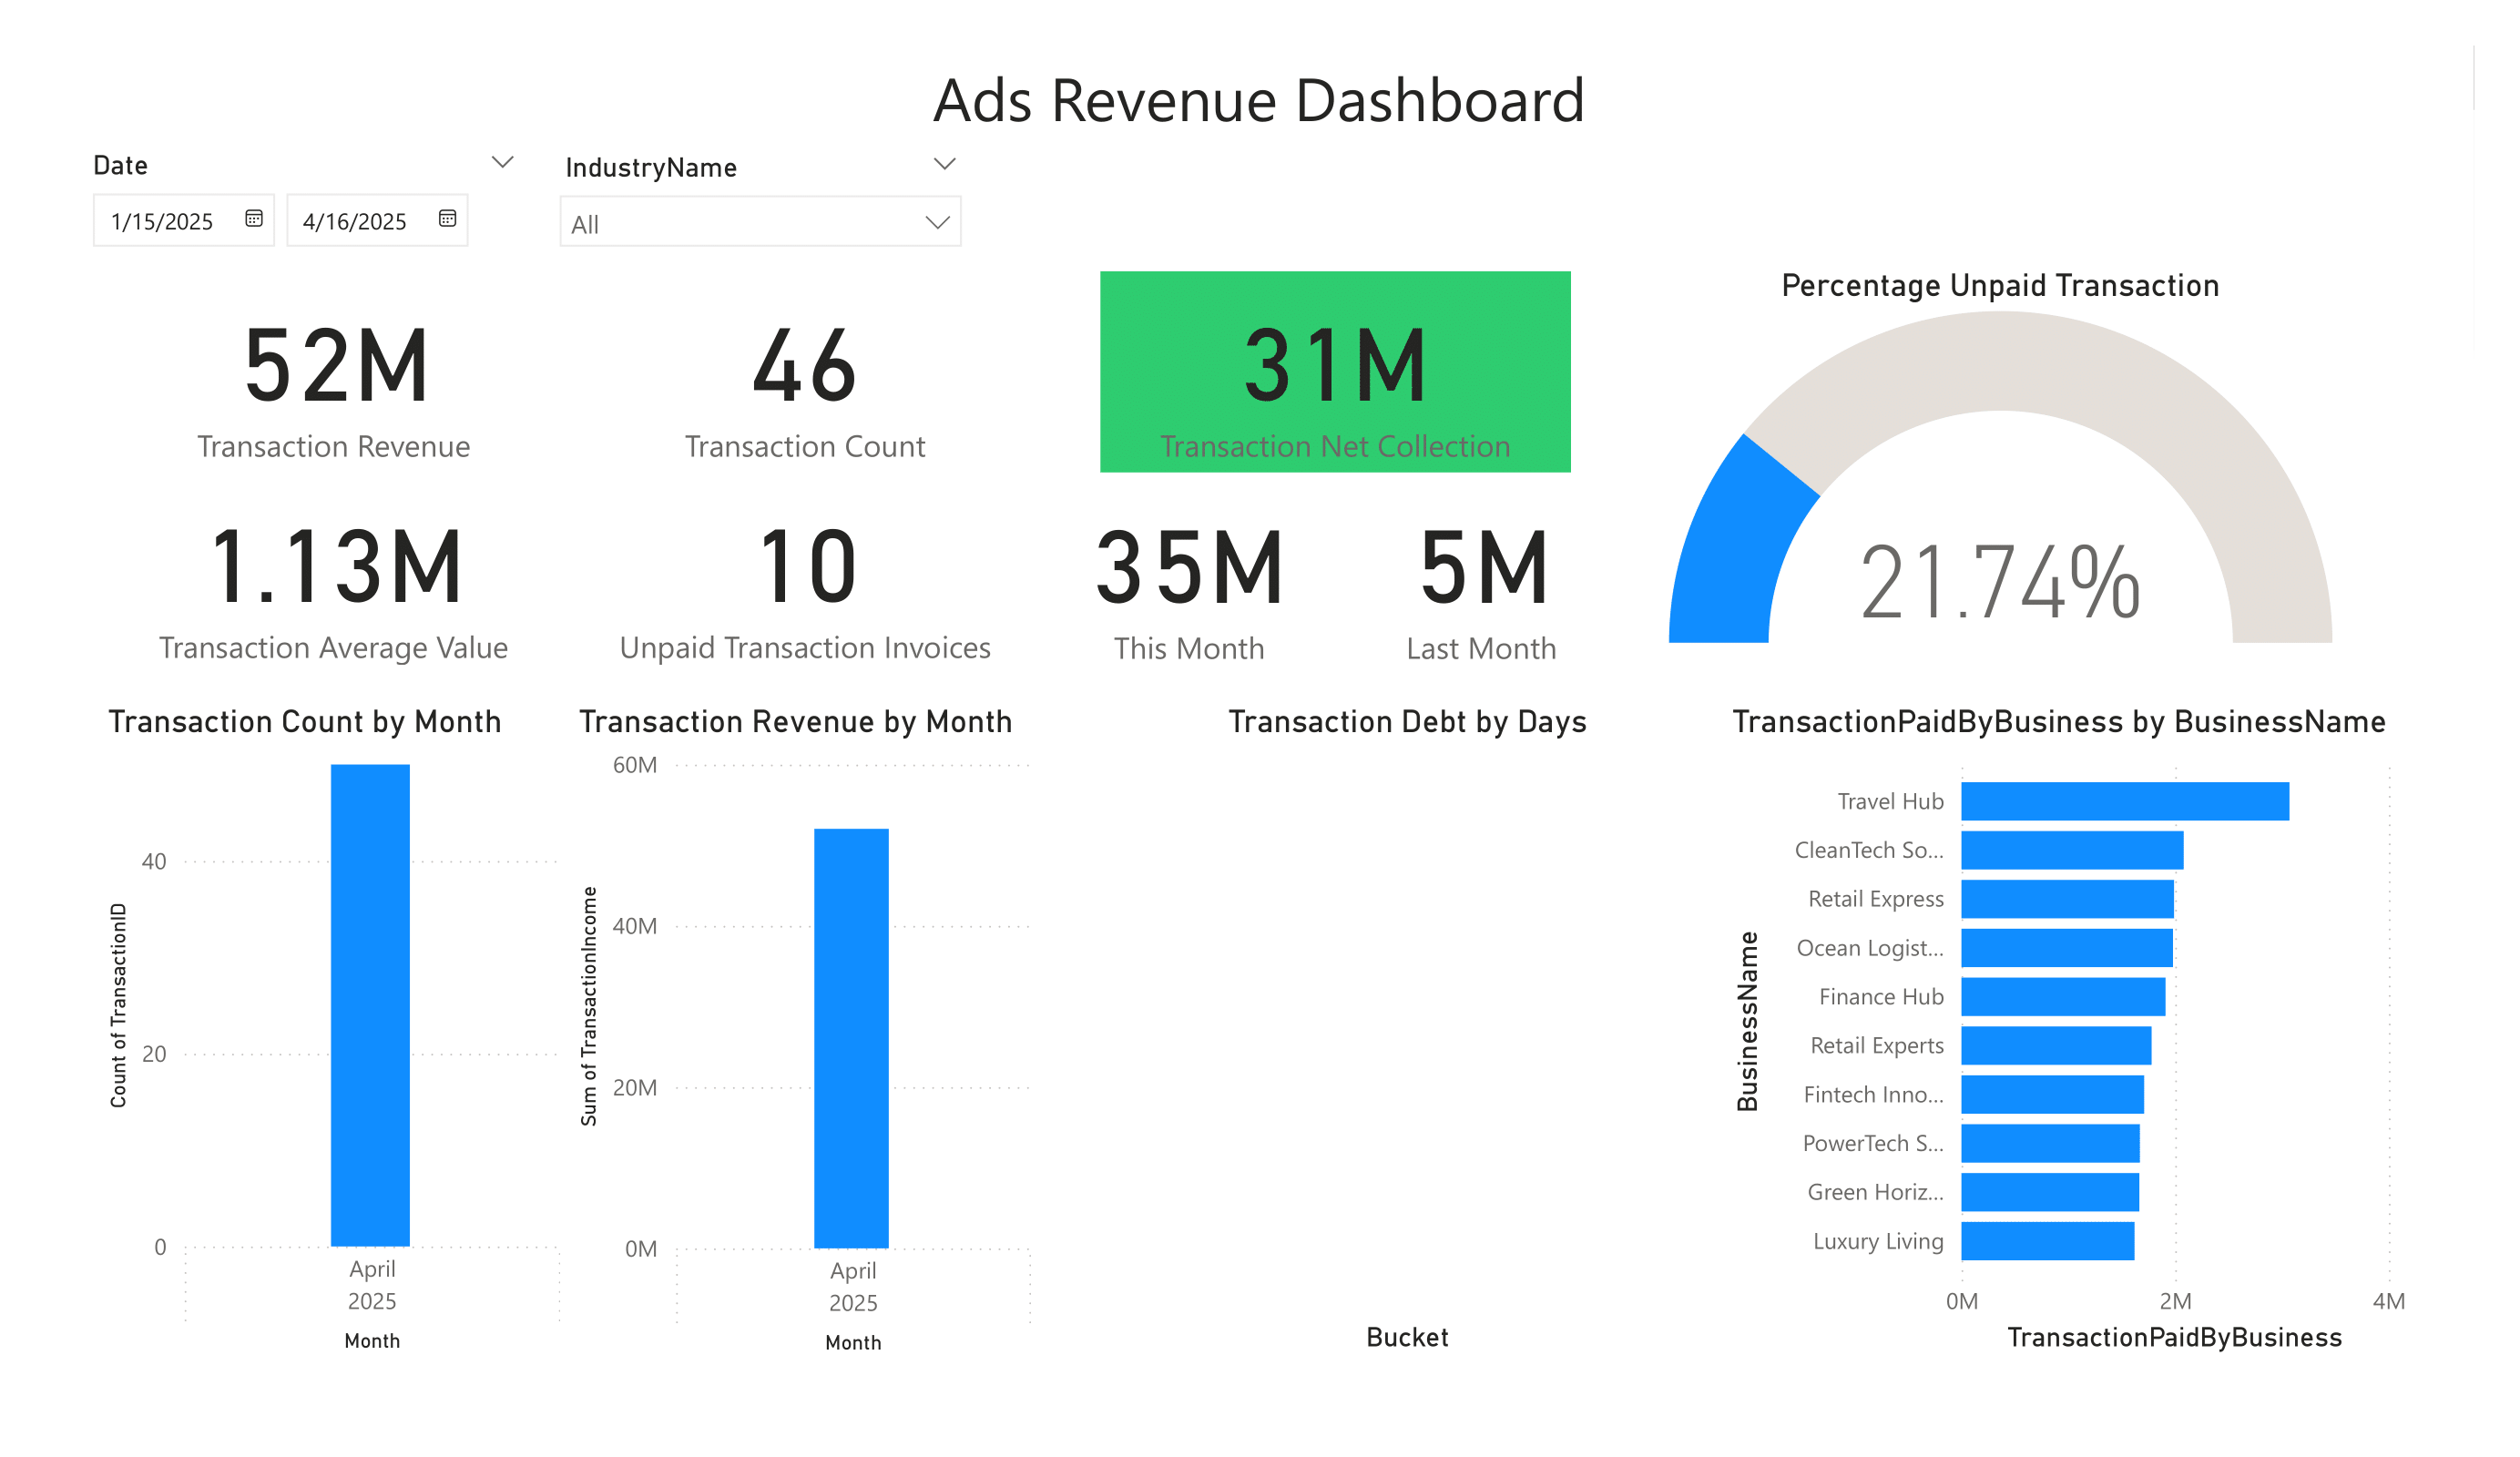 Ads Revenue Dashboard
Date
1/15/2025
4/16/2025
IndustryName
All
52M
Transaction Revenue
46
Transaction Count
31M
Transaction Net Collection
1.13M
Transaction Average Value
10
Unpaid Transaction Invoices
35M
This Month
5M
Last Month
Percentage Unpaid Transaction
21.74%
Transaction Count by Month
Count of TransactionID
40
20
0
April
2025
Month
Transaction Revenue by Month
Sum of TransactionIncome
60M
40M
20M
0M
April
2025
Month
Transaction Debt by Days
Bucket
TransactionPaidByBusiness by BusinessName
BusinessName
Travel Hub
CleanTech So...
Retail Express
Ocean Logist...
Finance Hub
Retail Experts
Fintech Inno...
PowerTech S...
Green Horiz...
Luxury Living
0M
2M
4M
TransactionPaidByBusiness